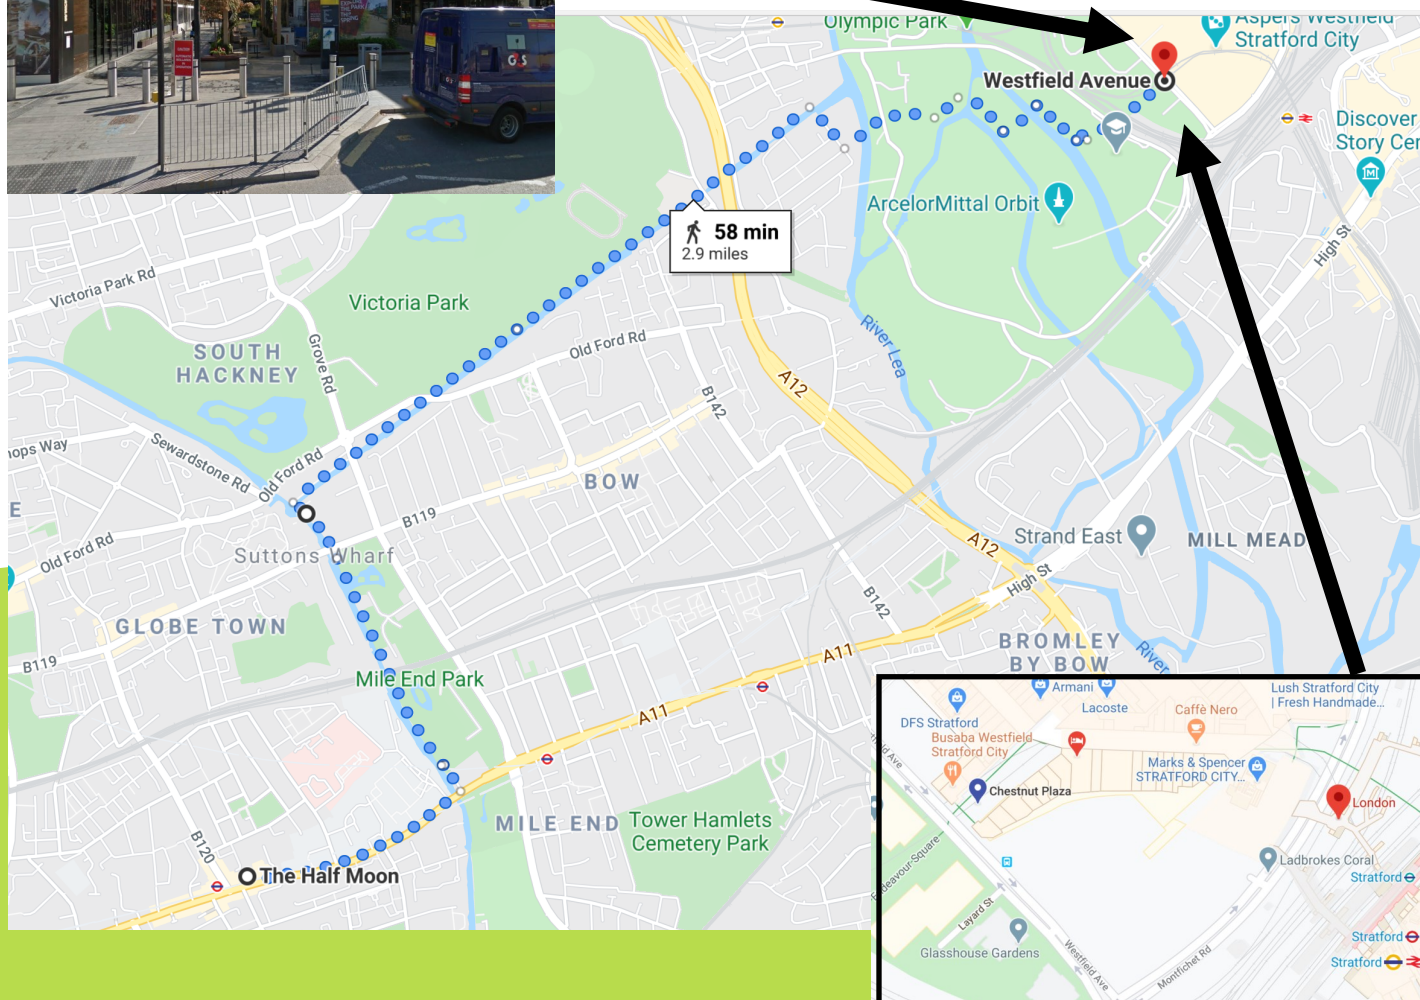 G4S
Olympic Park
Aspers Westfield
Stratford City
Westfield Avenue
Discover
Story Cer
ArcelorMittal Orbit
58 min
2.9 miles
High St
Victoria Park Rd
Victoria Park
River Lea
Old Ford Rd
SOUTH
HACKNEY
Grove Rd
A12
B142
hops Way
Sewardstone Rd
Old Ford Rd
BOW
E
B119
Old Ford Rd
Suttons Wharf
A12
Strand East
MILL MEAD
High St
B142
GLOBE TOWN
B119
BROMLEY
BY BOW
River
A11
Mile End Park
A11
MILE END
Tower Hamlets
Cemetery Park
B120
The Half Moon
Armani
Lacoste
Lush Stratford City
| Fresh Handmade...
DFS Stratford
Caffè Nero
Busaba Westfield
Stratford City
Marks & Spencer
STRATFORD CITY...
Chestnut Plaza
London
Ladbrokes Coral
Stratford
Endeavour-Square
Layard St
Stratford
Glasshouse Gardens
Westfield Ave
Montfichet Rd
Stratford